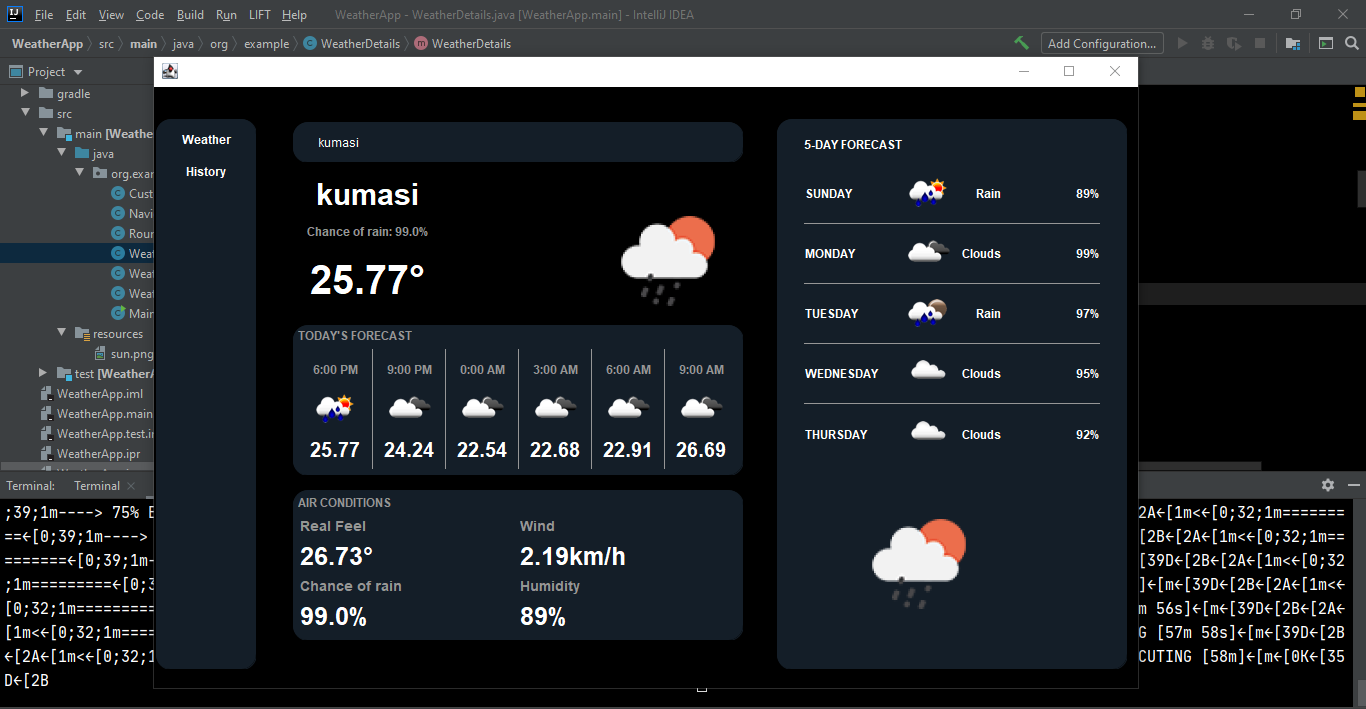 File Edit View Code Build Run LIFT Help WeatherApp - WeatherDetails.java [WeatherApp.main] - IntelliJ IDEA
WeatherApp src main java org example WeatherDetails WeatherDetails Add Configuration...
Project
gradle
src
main [Weathe
java
org.exar
Cust
Navi
Roun
Weat
Weat
Weat
Main
resources
sun.png
test [WeatherA
WeatherApp.iml
WeatherApp.main
WeatherApp.test.i
WeatherApp.ipr
Weather
History
kumasi
kumasi
Chance of rain: 99.0%
25.77°
TODAY'S FORECAST
6:00 PM 9:00 PM 0:00 AM 3:00 AM 6:00 AM 9:00 AM
25.77 24.24 22.54 22.68 22.91 26.69
AIR CONDITIONS
Real Feel Wind
26.73° 2.19km/h
Chance of rain Humidity
99.0% 89%
5-DAY FORECAST
SUNDAY Rain 89%
MONDAY Clouds 99%
TUESDAY Rain 97%
WEDNESDAY Clouds 95%
THURSDAY Clouds 92%
Terminal: Terminal
;39;1m----> 75% E
==←[0;39;1m---->
=======←[0;39;1m-
;1m=========←[0;3
[0;32;1m=========
[1m<←[0;32;1m====
←[2A←[1m<←[0;32;1
D←[2B
2A←[1m<←[0;32;1m=======
[2B←[2A←[1m<←[0;32;1m==
[39D←[2B←[2A←[1m<←[0;32
]←[m←[39D←[2B←[2A←[1m<←
m 56s]←[m←[39D←[2B←[2A←
G [57m 58s]←[m←[39D←[2B
CUTING [58m]←[m←[0K←[35